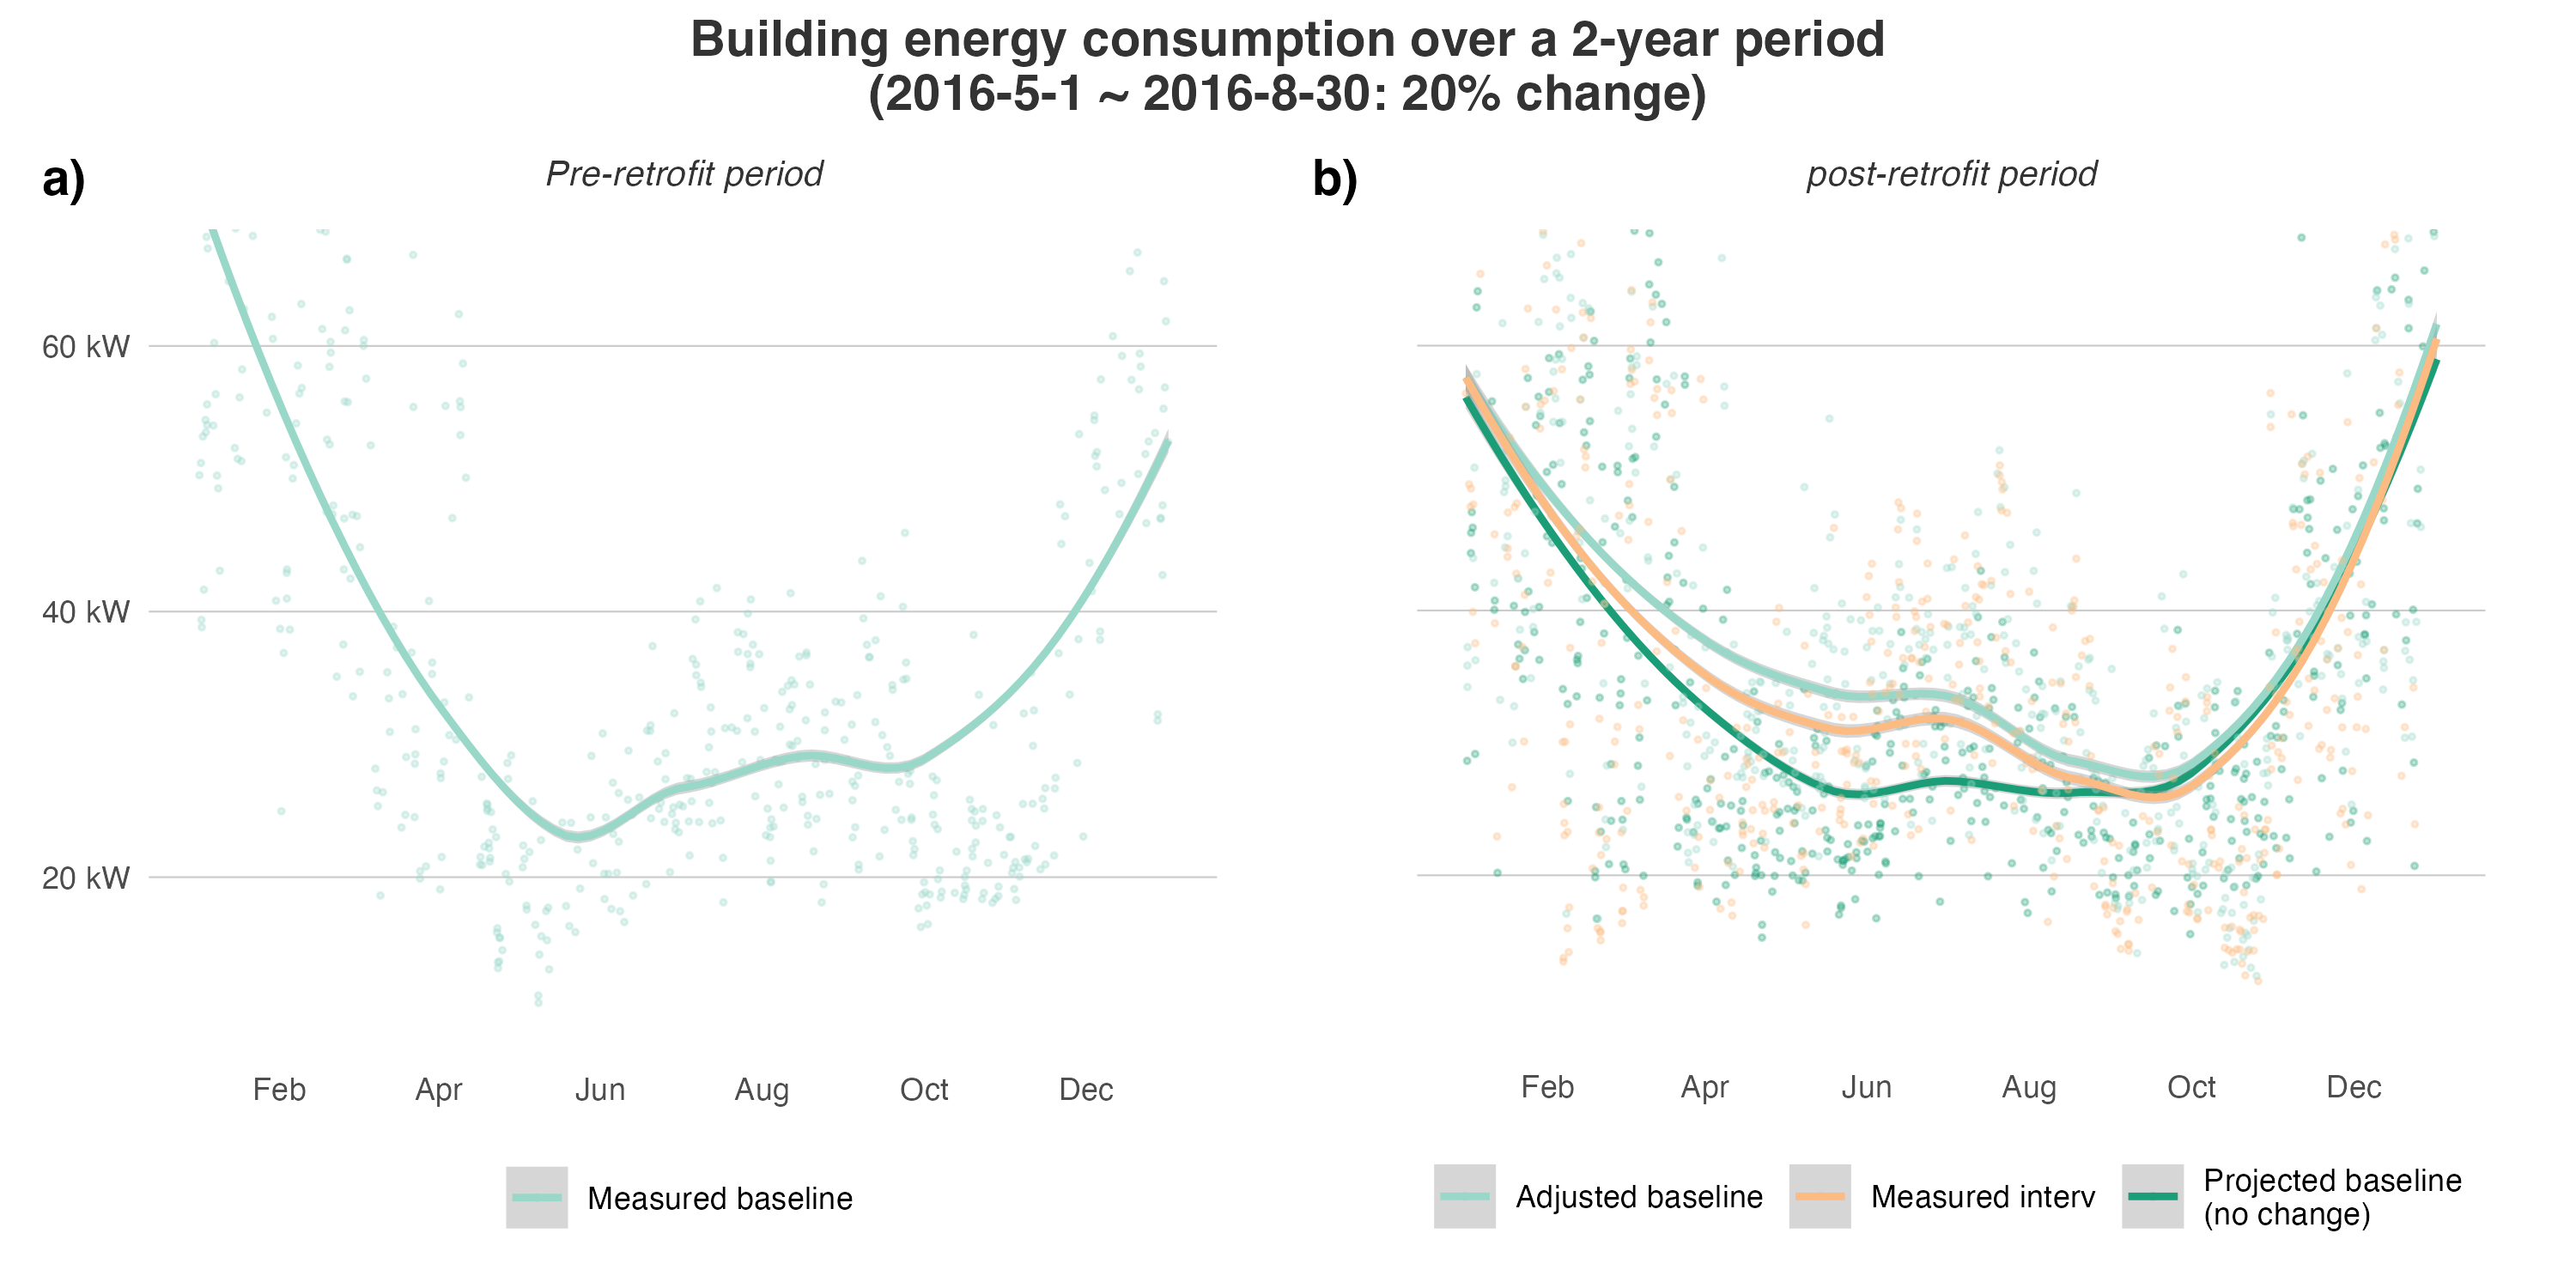 Building energy consumption over a 2-year period
(2016-5-1 ~ 2016-8-30: 20% change)
a)
Pre-retrofit period
60 kW
40 kW
20 kW
Feb Apr Jun Aug Oct Dec
Measured baseline
b)
post-retrofit period
Feb Apr Jun Aug Oct Dec
Adjusted baseline
Measured interv
Projected baseline
(no change)